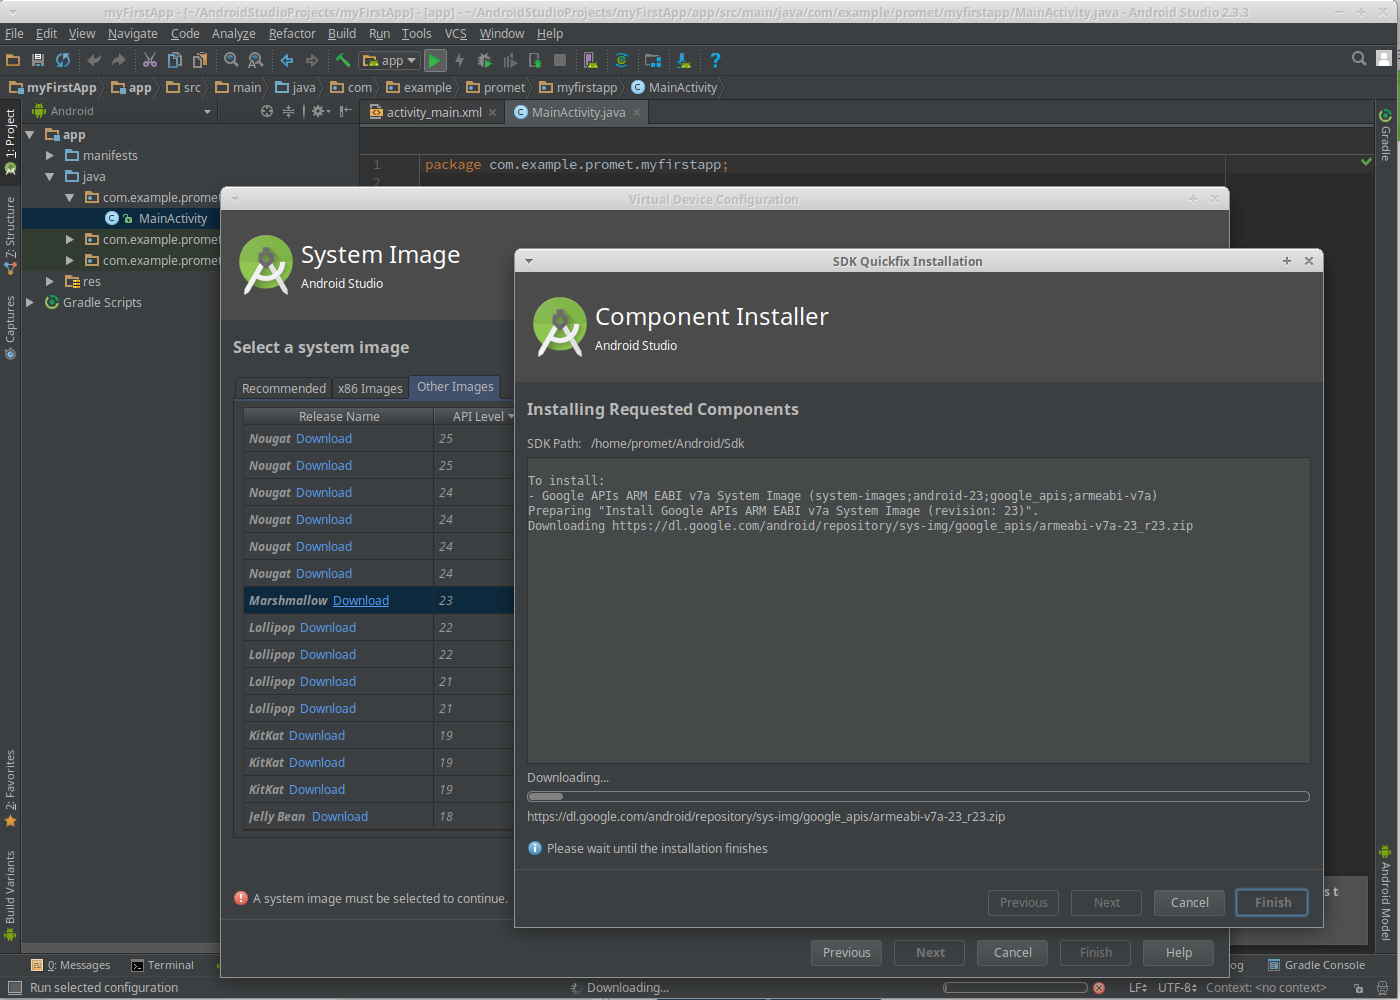 myFirstApp - [~/AndroidStudioProjects/myFirstApp] - [app] - ~/AndroidStudioProjects/myFirstApp/app/src/main/java/com/example/promet/myfirstapp/MainActivity.java - Android Studio 2.3.3
File Edit View Navigate Code Analyze Refactor Build Run Tools VCS Window Help
app
myFirstApp app src main java com example promet myfirstapp MainActivity
Android
activity_main.xml MainActivity.java
1: Project
7: Structure
Captures
2: Favorites
Build Variants
app
manifests
java
com.example.promet
MainActivity
com.example.promet
com.example.promet
res
Gradle Scripts
1 package com.example.promet.myfirstapp;
2
Gradle
Android Model
Virtual Device Configuration
System Image
Android Studio
Select a system image
Recommended x86 Images Other Images
Release Name API Level
Nougat Download 25
Nougat Download 25
Nougat Download 24
Nougat Download 24
Nougat Download 24
Nougat Download 24
Marshmallow Download 23
Lollipop Download 22
Lollipop Download 22
Lollipop Download 21
Lollipop Download 21
KitKat Download 19
KitKat Download 19
KitKat Download 19
Jelly Bean Download 18
A system image must be selected to continue.
Previous Next Cancel Finish Help
SDK Quickfix Installation
Component Installer
Android Studio
Installing Requested Components
SDK Path: /home/promet/Android/Sdk
To install:
- Google APIs ARM EABI v7a System Image (system-images;android-23;google_apis;armeabi-v7a)
Preparing "Install Google APIs ARM EABI v7a System Image (revision: 23)".
Downloading https://dl.google.com/android/repository/sys-img/google_apis/armeabi-v7a-23_r23.zip
Downloading...
https://dl.google.com/android/repository/sys-img/google_apis/armeabi-v7a-23_r23.zip
Please wait until the installation finishes
Previous Next Cancel Finish
s t
0: Messages Terminal og Gradle Console
Run selected configuration Downloading... LF UTF-8 Context: <no context>